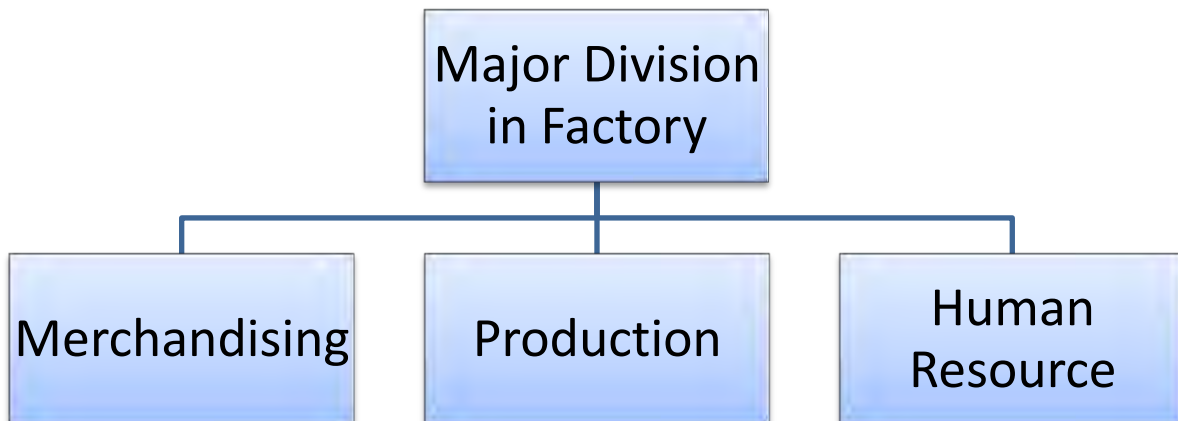 Major Division
in Factory
Merchandising
Production
Human
Resource